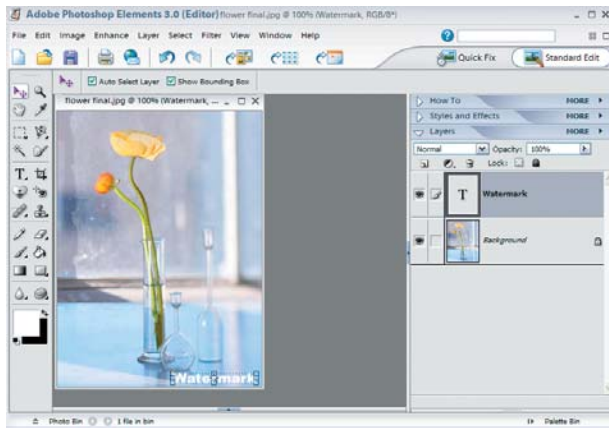 Adobe Photoshop Elements 3.0 (Editor) flower final.jpg @ 100% (Watermark, RGB/8*)
File Edit Image Enhance Layer Select Filter View Window Help
Quick Fix
Standard Edit
Auto Select Layer Show Bounding Box
flower final.jpg @ 100% (Watermark, ...
How To MORE
Styles and Effects MORE
Layers MORE
Normal Opacity: 100%
Lock:
T Watermark
Background
Watermark
Photo Bin 1 file in bin
Palette Bin